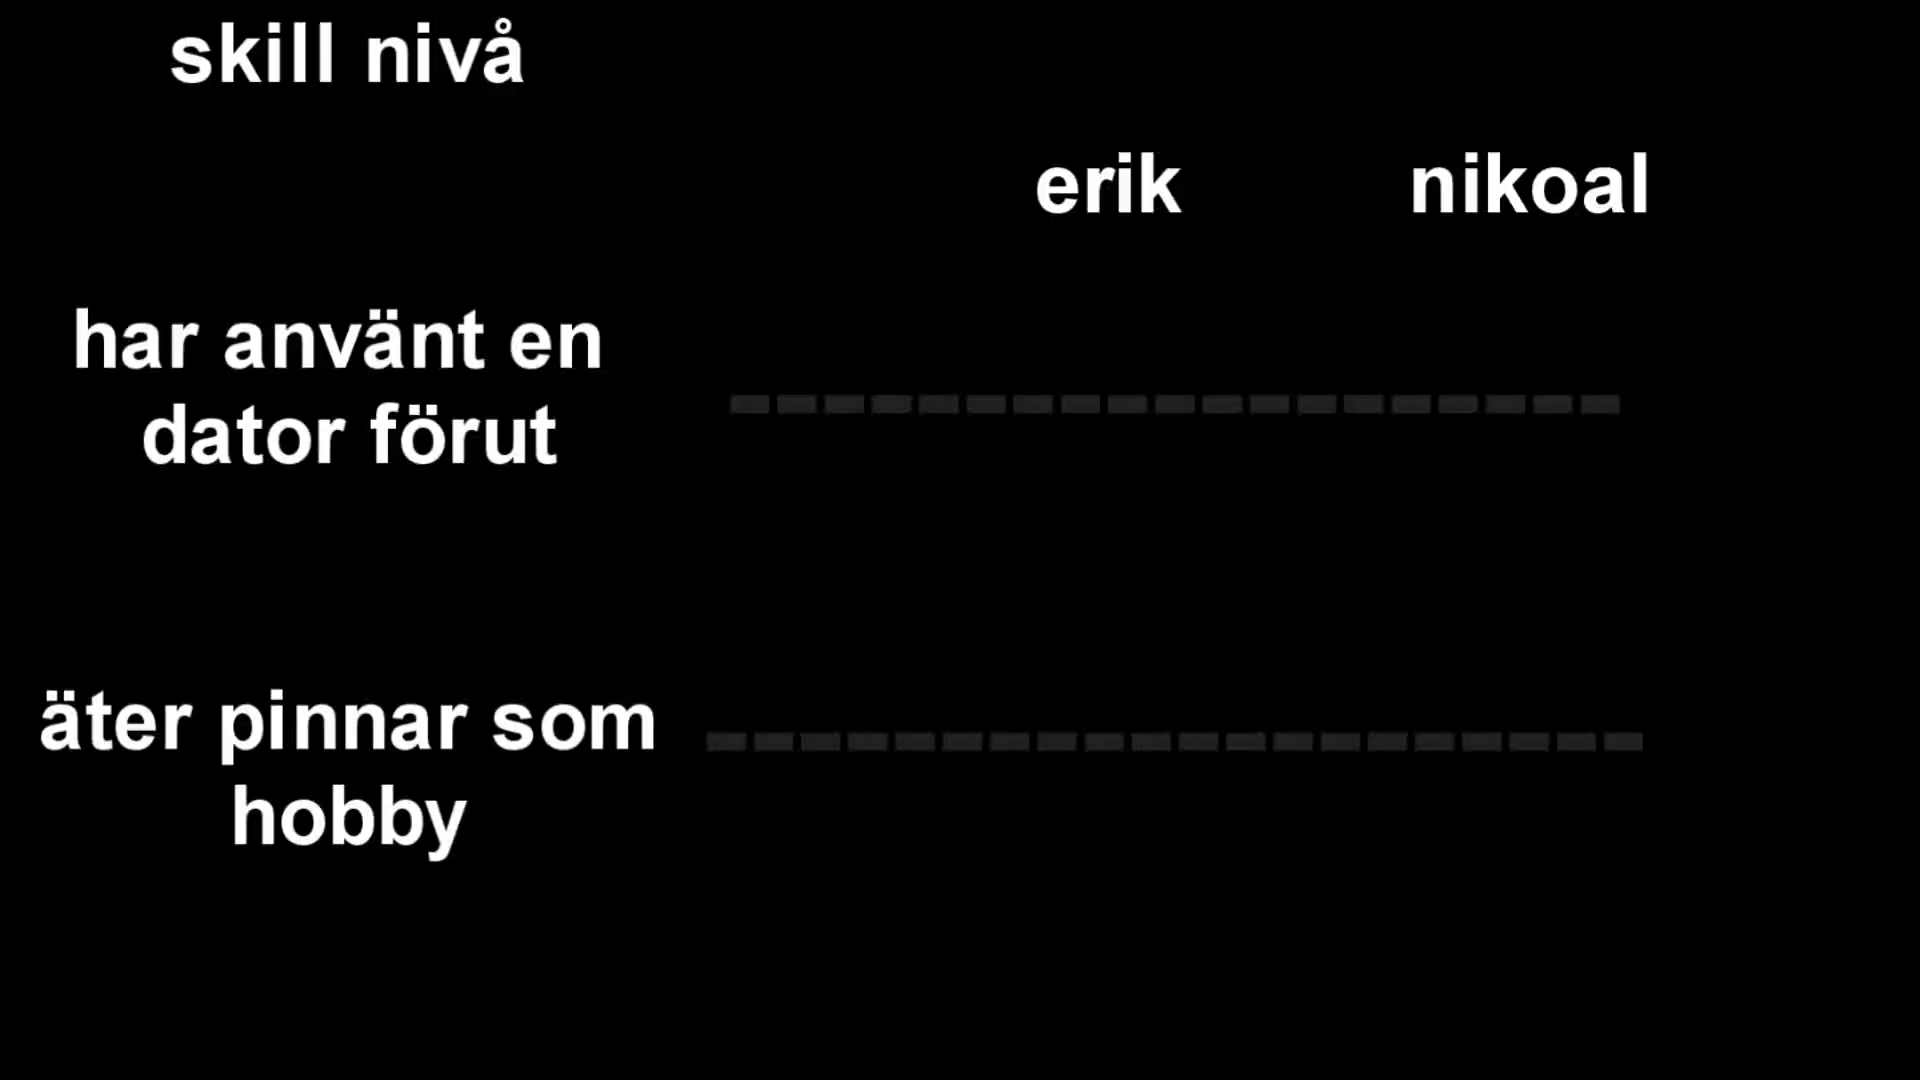 skill nivå
erik nikoal
har använt en
dator förut
äter pinnar som
hobby